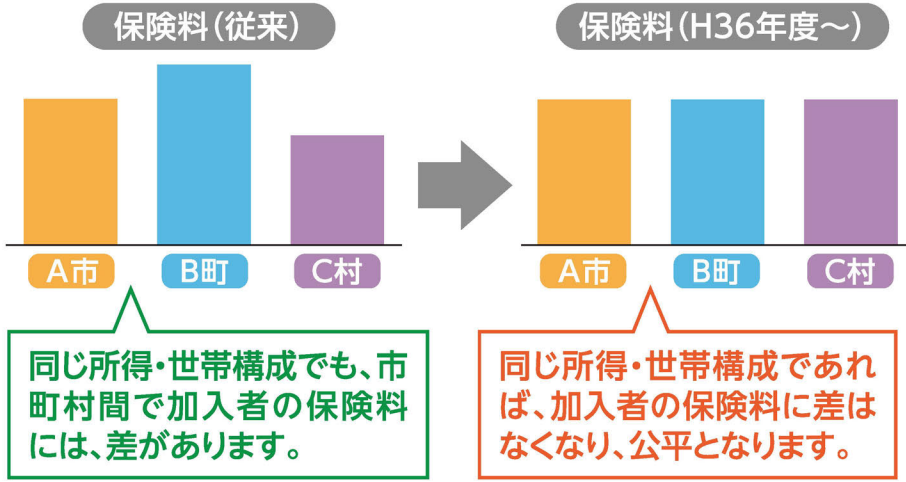 保険料（従来）
A市
B町
C村
同じ所得・世帯構成でも、市
町村間で加入者の保険料
には、差があります。
保険料（H36年度～）
A市
B町
C村
同じ所得・世帯構成であれ
ば、加入者の保険料に差は
なくなり、公平となります。